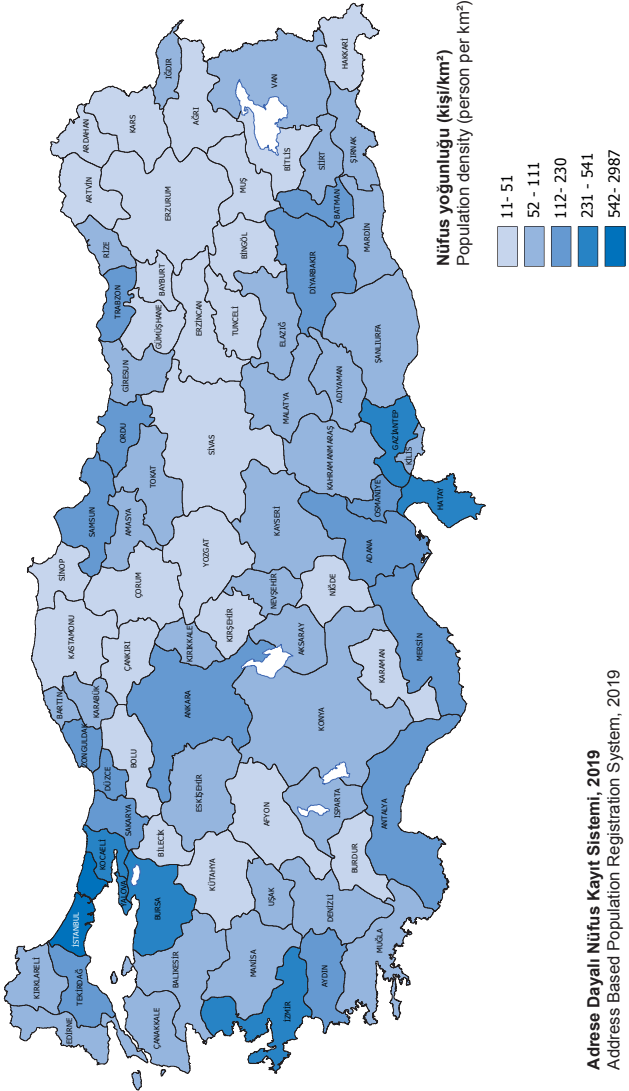 KIRKLARELİ
EDİRNE
TEKİRDAĞ
İSTANBUL
KOCAELİ
YALOVA
SAKARYA
DÜZCE
ZONGULDAK
BARTIN
KARABÜK
KASTAMONU
SİNOP
SAMSUN
ORDU
GİRESUN
TRABZON
RİZE
ARTVİN
ARDAHAN
KARS
IĞDIR
AĞRI
ERZURUM
BAYBURT
GÜMÜŞHANE
ERZİNCAN
TUNCELİ
BİNGÖL
MUŞ
BİTLİS
VAN
HAKKARİ
ŞIRNAK
SİİRT
BATMAN
MARDİN
DİYARBAKIR
ELAZIĞ
MALATYA
ADIYAMAN
ŞANLIURFA
GAZİANTEP
KİLİS
HATAY
OSMANİYE
KAHRAMANMARAŞ
SİVAS
TOKAT
AMASYA
ÇORUM
YOZGAT
KAYSERİ
ADANA
MERSİN
NİĞDE
NEVŞEHİR
KIRŞEHİR
AKSARAY
KIRIKKALE
ÇANKIRI
ANKARA
BOLU
ESKİŞEHİR
BİLECİK
BURSA
BALIKESİR
ÇANAKKALE
KÜTAHYA
MANİSA
UŞAK
AFYON
KONYA
KARAMAN
ISPARTA
ANTALYA
BURDUR
DENİZLİ
İZMİR
AYDIN
MUĞLA
Nüfus yoğunluğu (kişi/km²)
Population density (person per km²)
11- 51
52 - 111
112- 230
231 - 541
542- 2987
Adrese Dayalı Nüfus Kayıt Sistemi, 2019
Address Based Population Registration System, 2019